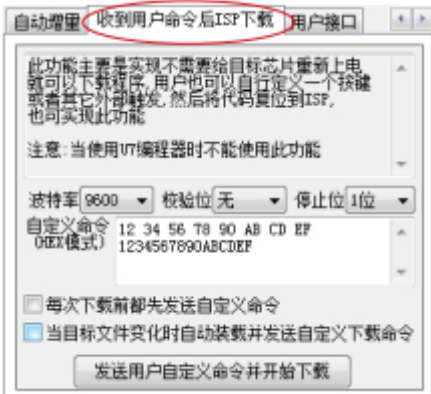 自动增量 收到用户命令后ISP下载 用户接口
此功能主要是实现不需要给目标芯片重新上电
就可以下载程序,用户也可以自行定义一个按键
或者其它外部触发,然后将代码复位到ISP,
也可实现此功能
注意:当使用U7编程器时不能使用此功能
波特率 9600 校验位 无 停止位 1位
自定义命令 12 34 56 78 90 AB CD EF
(HEX模式) 1234567890ABCDEF
每次下载前都先发送自定义命令
当目标文件变化时自动装载并发送自定义下载命令
发送用户自定义命令并开始下载